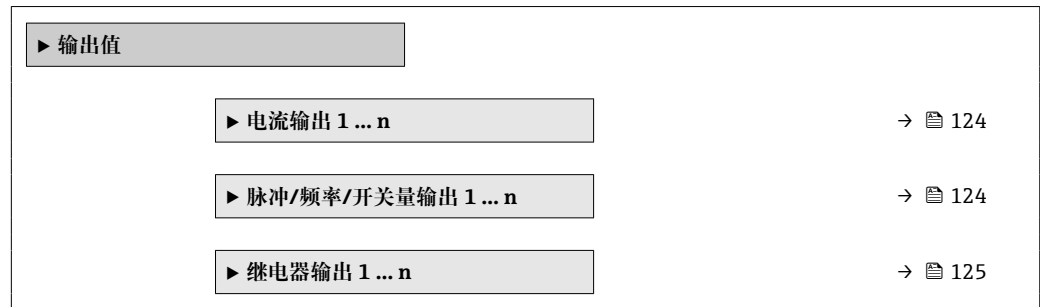 ▶ 输出值
▶ 电流输出 1 … n → 🖹 124
▶ 脉冲/频率/开关量输出 1 … n → 🖹 124
▶ 继电器输出 1 … n → 🖹 125